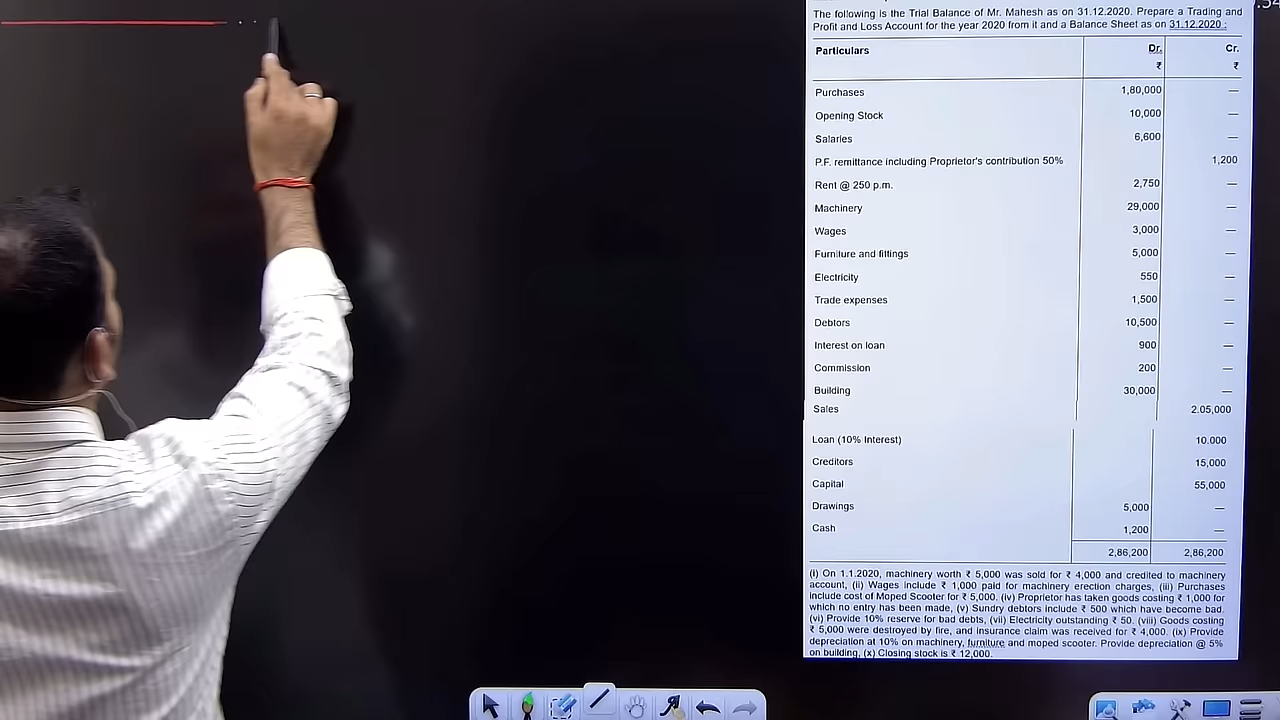 :54
The following is the Trial Balance of Mr. Mahesh as on 31.12.2020. Prepare a Trading and
Profit and Loss Account for the year 2020 from it and a Balance Sheet as on 31.12.2020 :
Particulars Dr. Cr.
₹ ₹
Purchases 1,80,000 —
Opening Stock 10,000 —
Salaries 6,600 —
P.F. remittance including Proprietor's contribution 50% 1,200
Rent @ 250 p.m. 2,750 —
Machinery 29,000 —
Wages 3,000 —
Furniture and fittings 5,000 —
Electricity 550 —
Trade expenses 1,500 —
Debtors 10,500 —
Interest on loan 900 —
Commission 200 —
Building 30,000 —
Sales 2.05,000
Loan (10% Interest) 10.000
Creditors 15,000
Capital 55,000
Drawings 5,000 —
Cash 1,200 —
2,86,200 2,86,200
(i) On 1.1.2020, machinery worth ₹ 5,000 was sold for ₹ 4,000 and credited to machinery
account, (ii) Wages include ₹ 1,000 paid for machinery erection charges, (iii) Purchases
include cost of Moped Scooter for ₹ 5,000. (iv) Proprietor has taken goods costing ₹ 1,000 for
which no entry has been made, (v) Sundry debtors include ₹ 500 which have become bad.
(vi) Provide 10% reserve for bad debts, (vii) Electricity outstanding ₹ 50. (viii) Goods costing
₹ 5,000 were destroyed by fire, and insurance claim was received for ₹ 4,000. (ix) Provide
depreciation at 10% on machinery, furniture and moped scooter. Provide depreciation @ 5%
on building, (x) Closing stock is ₹ 12,000.